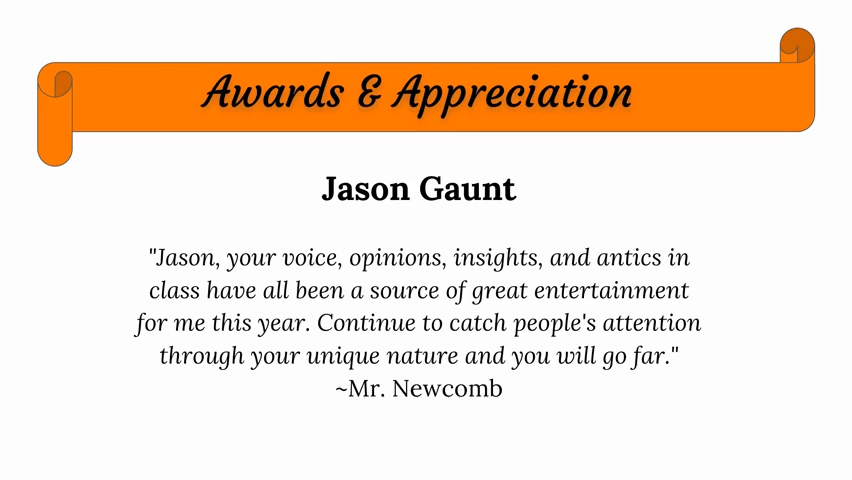 Awards & Appreciation
Jason Gaunt
"Jason, your voice, opinions, insights, and antics in
class have all been a source of great entertainment
for me this year. Continue to catch people's attention
through your unique nature and you will go far."
~Mr. Newcomb